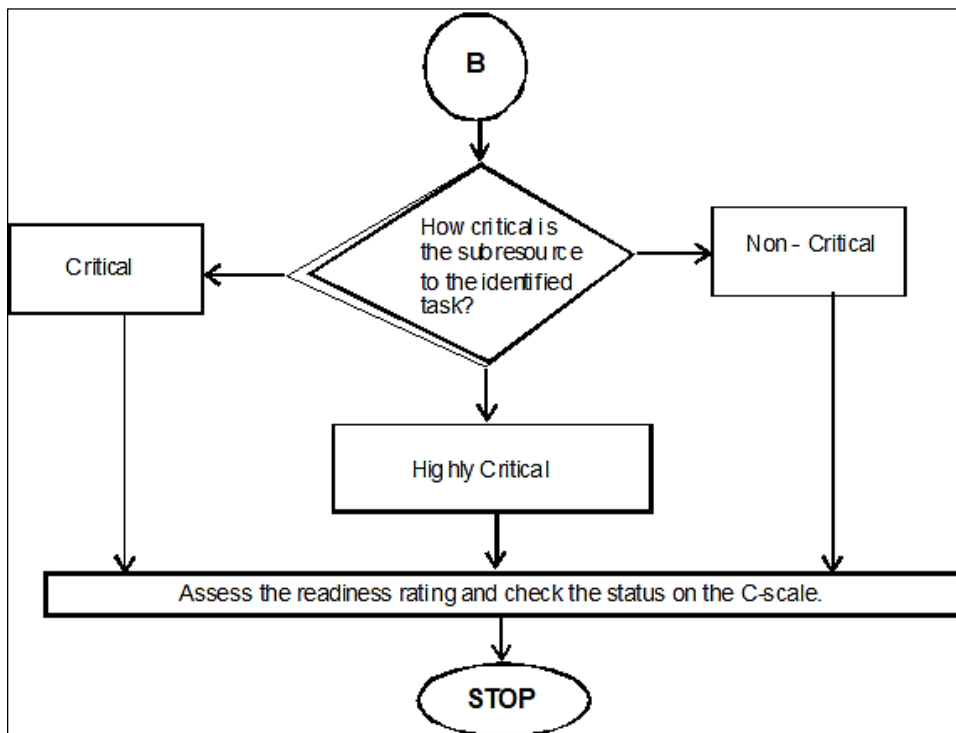 B
How critical is
the subresource
to the identified
task?
Critical
Non - Critical
Highly Critical
Assess the readiness rating and check the status on the C-scale.
STOP